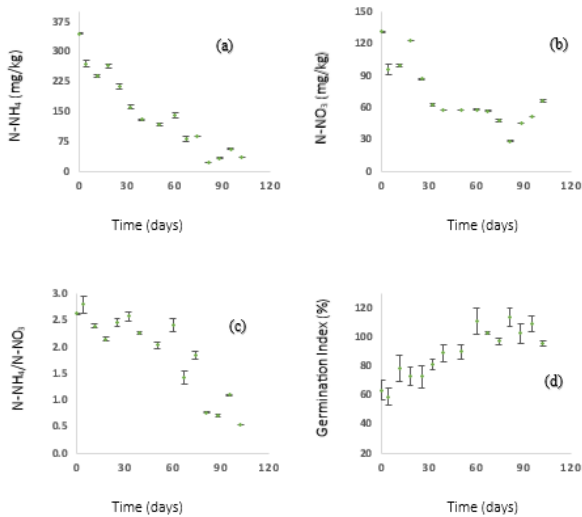 375
300
225
150
75
0
0 30 60 90 120
N-NH₄ (mg/kg)
Time (days)
(a)
150
120
90
60
30
0
0 30 60 90 120
N-NO₃ (mg/kg)
Time (days)
(b)
3.0
2.5
2.0
1.5
1.0
0.5
0.0
0 30 60 90 120
N-NH₄/N-NO₃
Time (days)
(c)
140
120
100
80
60
40
20
0 30 60 90 120
Germination Index (%)
Time (days)
(d)